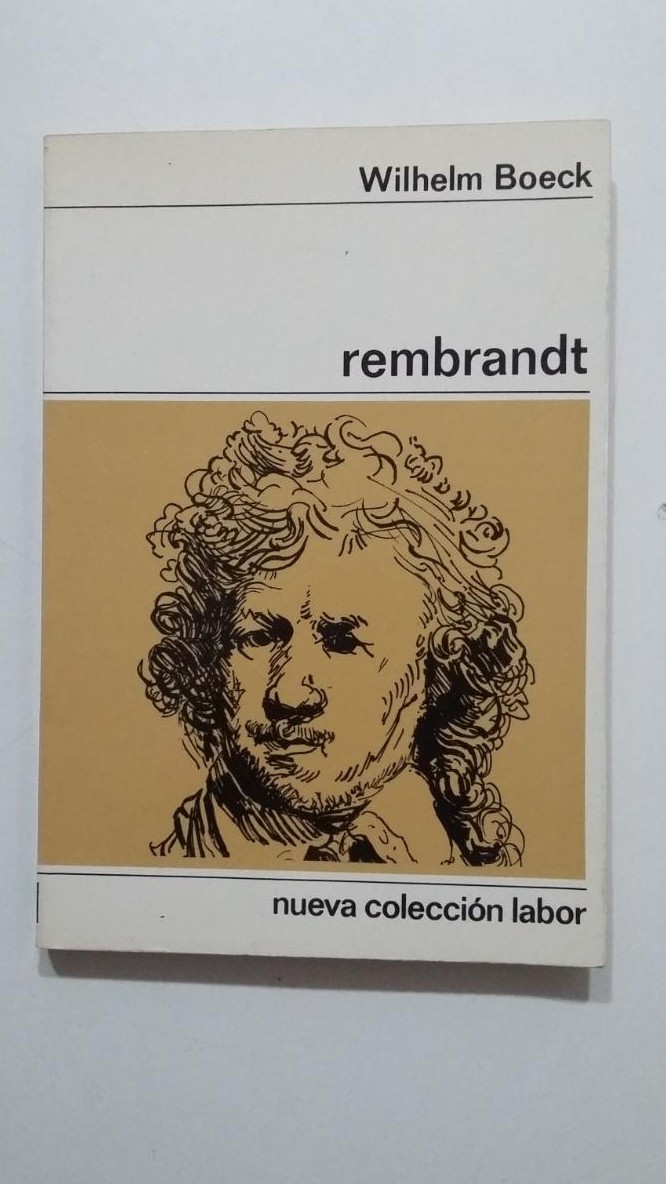 Wilhelm Boeck
rembrandt
nueva colección labor